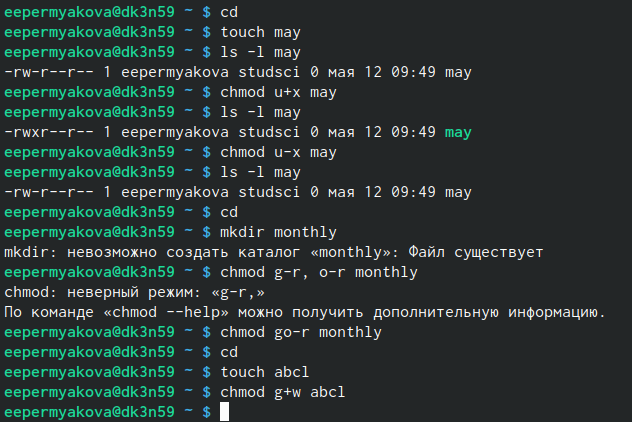 eepermyakova@dk3n59 ~ $ cd
eepermyakova@dk3n59 ~ $ touch may
eepermyakova@dk3n59 ~ $ ls -l may
-rw-r--r-- 1 eepermyakova studsci 0 мая 12 09:49 may
eepermyakova@dk3n59 ~ $ chmod u+x may
eepermyakova@dk3n59 ~ $ ls -l may
-rwxr--r-- 1 eepermyakova studsci 0 мая 12 09:49 may
eepermyakova@dk3n59 ~ $ chmod u-x may
eepermyakova@dk3n59 ~ $ ls -l may
-rw-r--r-- 1 eepermyakova studsci 0 мая 12 09:49 may
eepermyakova@dk3n59 ~ $ cd
eepermyakova@dk3n59 ~ $ mkdir monthly
mkdir: невозможно создать каталог «monthly»: Файл существует
eepermyakova@dk3n59 ~ $ chmod g-r, o-r monthly
chmod: неверный режим: «g-r,»
По команде «chmod --help» можно получить дополнительную информацию.
eepermyakova@dk3n59 ~ $ chmod go-r monthly
eepermyakova@dk3n59 ~ $ cd
eepermyakova@dk3n59 ~ $ touch abcl
eepermyakova@dk3n59 ~ $ chmod g+w abcl
eepermyakova@dk3n59 ~ $